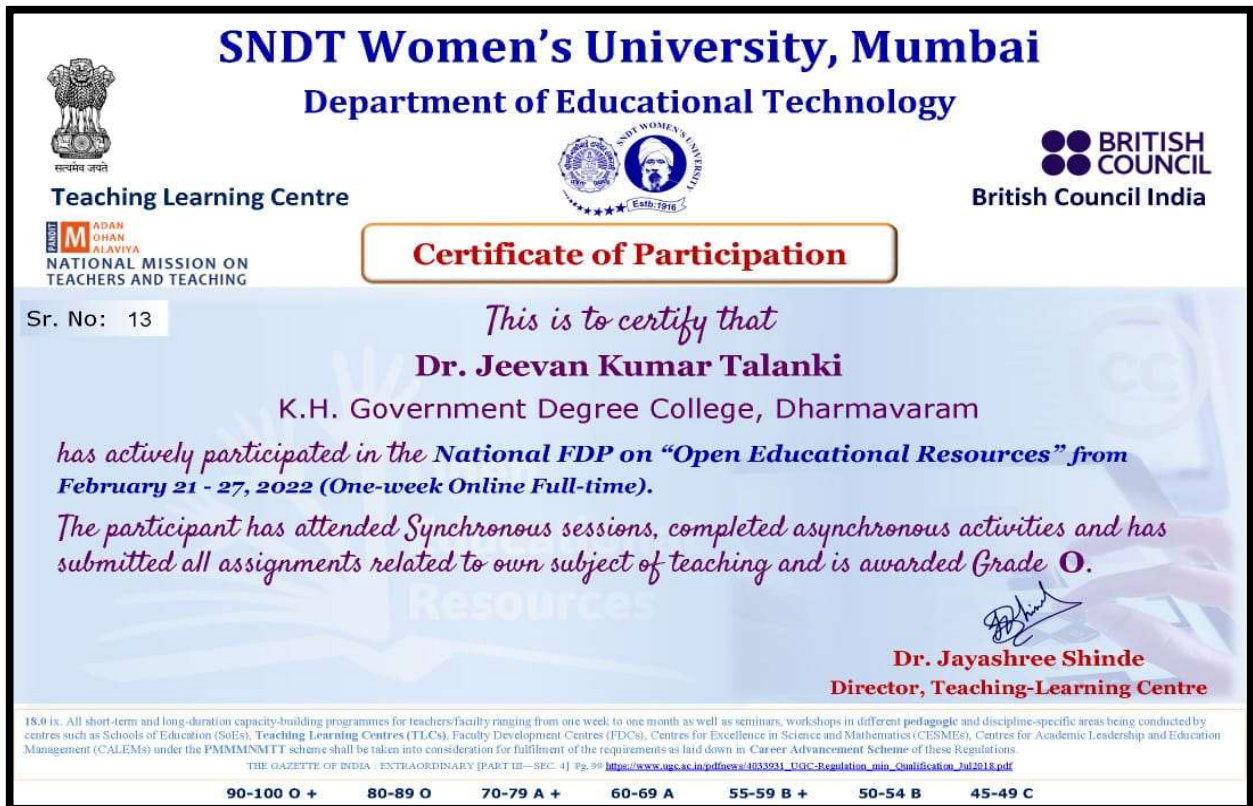 SNDT Women's University, Mumbai
Department of Educational Technology
सत्यमेव जयते
Teaching Learning Centre
SNDT WOMEN'S UNIVERSITY
Estb:1916
BRITISH
COUNCIL
British Council India
PANDIT
MADAN
MOHAN
MALAVIYA
NATIONAL MISSION ON
TEACHERS AND TEACHING
Certificate of Participation
Sr. No: 13
This is to certify that
Dr. Jeevan Kumar Talanki
K.H. Government Degree College, Dharmavaram
has actively participated in the National FDP on “Open Educational Resources” from
February 21 - 27, 2022 (One-week Online Full-time).
The participant has attended Synchronous sessions, completed asynchronous activities and has
submitted all assignments related to own subject of teaching and is awarded Grade O.
cc
Open
Educational
Resources
Dr. Jayashree Shinde
Director, Teaching-Learning Centre
18.0 ix. All short-term and long-duration capacity-building programmes for teachers/faculty ranging from one week to one month as well as seminars, workshops in different pedagogic and discipline-specific areas being conducted by
centres such as Schools of Education (SoEs), Teaching Learning Centres (TLCs), Faculty Development Centres (FDCs), Centres for Excellence in Science and Mathematics (CESMEs), Centres for Academic Leadership and Education
Management (CALEMs) under the PMMMNMTT scheme shall be taken into consideration for fulfilment of the requirements as laid down in Career Advancement Scheme of these Regulations.
THE GAZETTE OF INDIA : EXTRAORDINARY [PART III—SEC. 4] Pg. 99 https://www.ugc.ac.in/pdfnews/4033931_UGC-Regulation_min_Qualification_Jul2018.pdf
90-100 O + 80-89 O 70-79 A + 60-69 A 55-59 B + 50-54 B 45-49 C